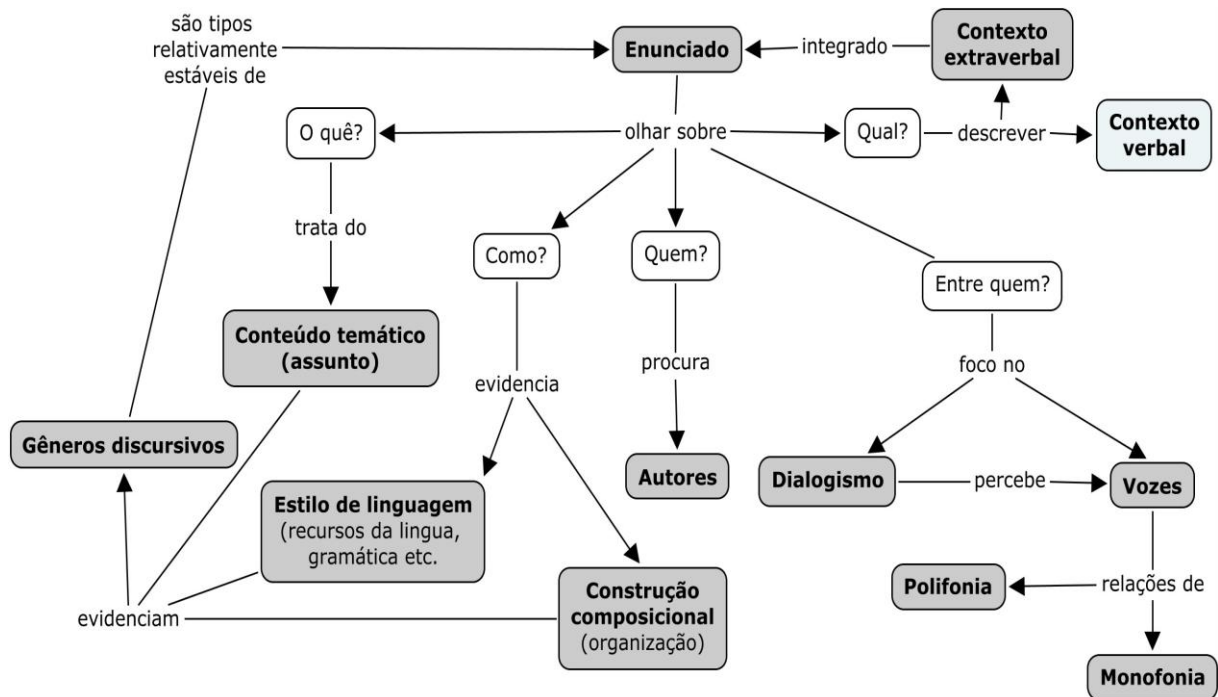 são tipos
relativamente
estáveis de
Enunciado
integrado
Contexto
extraverbal
O quê?
olhar sobre
Qual?
descrever
Contexto
verbal
trata do
Como?
Quem?
Entre quem?
Conteúdo temático
(assunto)
evidencia
procura
foco no
Gêneros discursivos
Autores
Dialogismo
percebe
Vozes
Estilo de linguagem
(recursos da lingua,
gramática etc.
Construção
composicional
(organização)
evidenciam
Polifonia
relações de
Monofonia